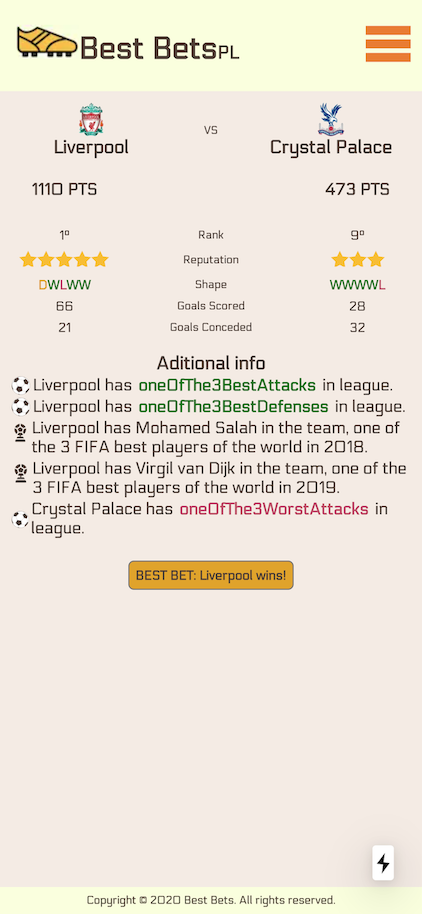 Best BetsPL
VS
Liverpool Crystal Palace
1110 PTS 473 PTS
1º Rank 9º
Reputation
DWLWW Shape WWWWL
66 Goals Scored 28
21 Goals Conceded 32
Aditional info
Liverpool has oneOfThe3BestAttacks in league.
Liverpool has oneOfThe3BestDefenses in league.
Liverpool has Mohamed Salah in the team, one of
the 3 FIFA best players of the world in 2018.
Liverpool has Virgil van Dijk in the team, one of the
3 FIFA best players of the world in 2019.
Crystal Palace has oneOfThe3WorstAttacks in
league.
BEST BET: Liverpool wins!
Copyright © 2020 Best Bets. All rights reserved.